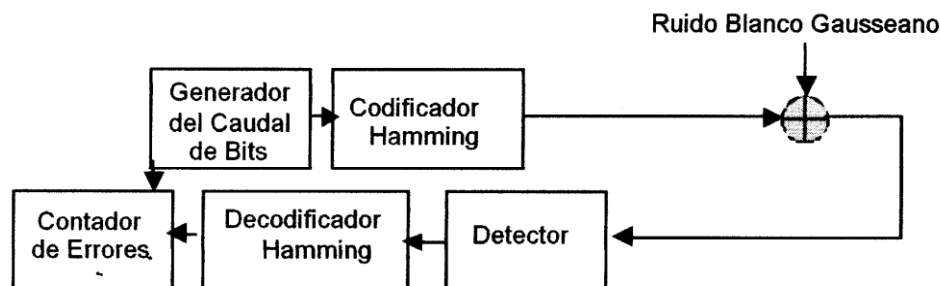 Ruido Blanco Gausseano
Generador
del Caudal
de Bits
Codificador
Hamming
Contador
de Errores.
Decodificador
Hamming
Detector